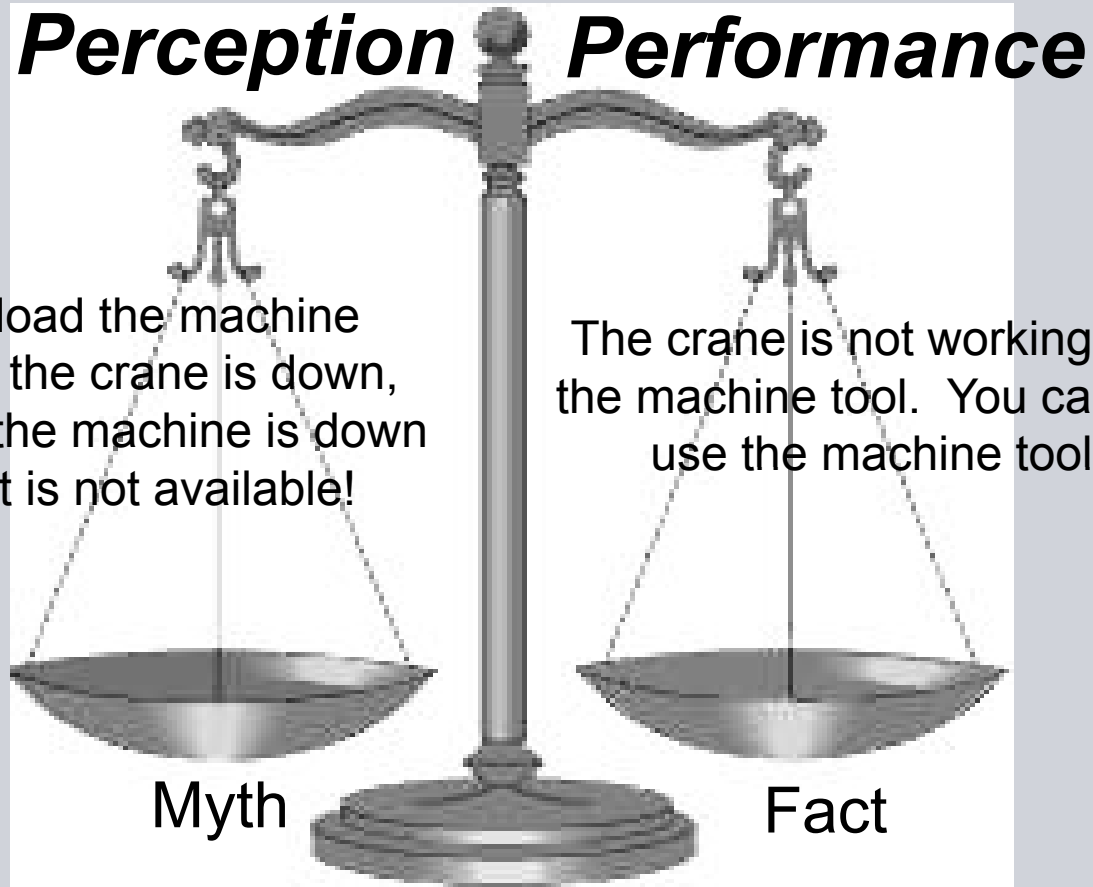 Perception Performance
load the machine
the crane is down,
the machine is down
t is not available!
The crane is not working
the machine tool. You ca
use the machine tool
Myth
Fact